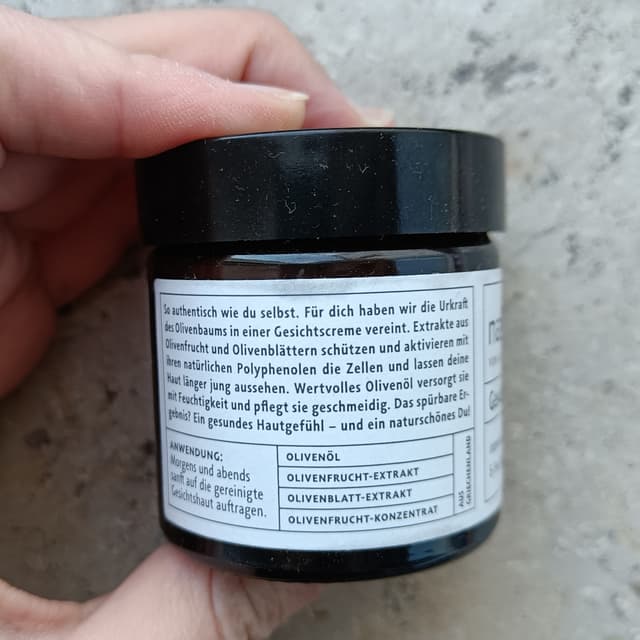 So authentisch wie du selbst. Für dich haben wir die Urkraft
des Olivenbaums in einer Gesichtscreme vereint. Extrakte aus
Olivenfrucht und Olivenblättern schützen und aktivieren mit
ihren natürlichen Polyphenolen die Zellen und lassen deine
Haut länger jung aussehen. Wertvolles Olivenöl versorgt sie
mit Feuchtigkeit und pflegt sie geschmeidig. Das spürbare Er-
gebnis? Ein gesundes Hautgefühl – und ein naturschönes Du!
ANWENDUNG:
Morgens und abends
sanft auf die gereinigte
Gesichtshaut auftragen.
OLIVENÖL
OLIVENFRUCHT-EXTRAKT
OLIVENBLATT-EXTRAKT
OLIVENFRUCHT-KONZENTRAT
AUS
GRIECHENLAND